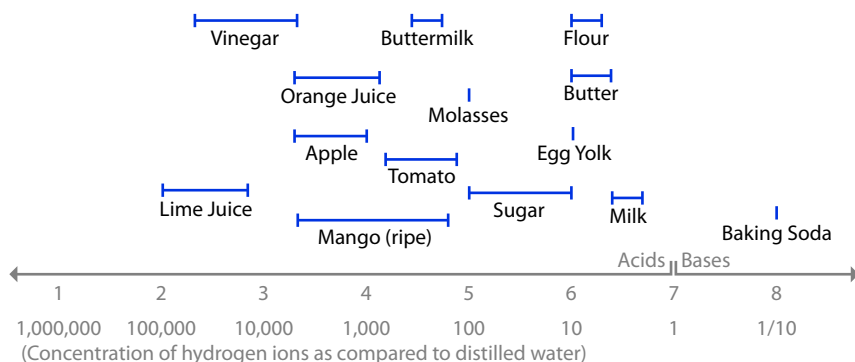 Vinegar Buttermilk Flour
Orange Juice Butter
Molasses
Apple Egg Yolk
Tomato
Lime Juice Sugar Milk
Mango (ripe) Baking Soda
Acids Bases
1 2 3 4 5 6 7 8
1,000,000 100,000 10,000 1,000 100 10 1 1/10
(Concentration of hydrogen ions as compared to distilled water)